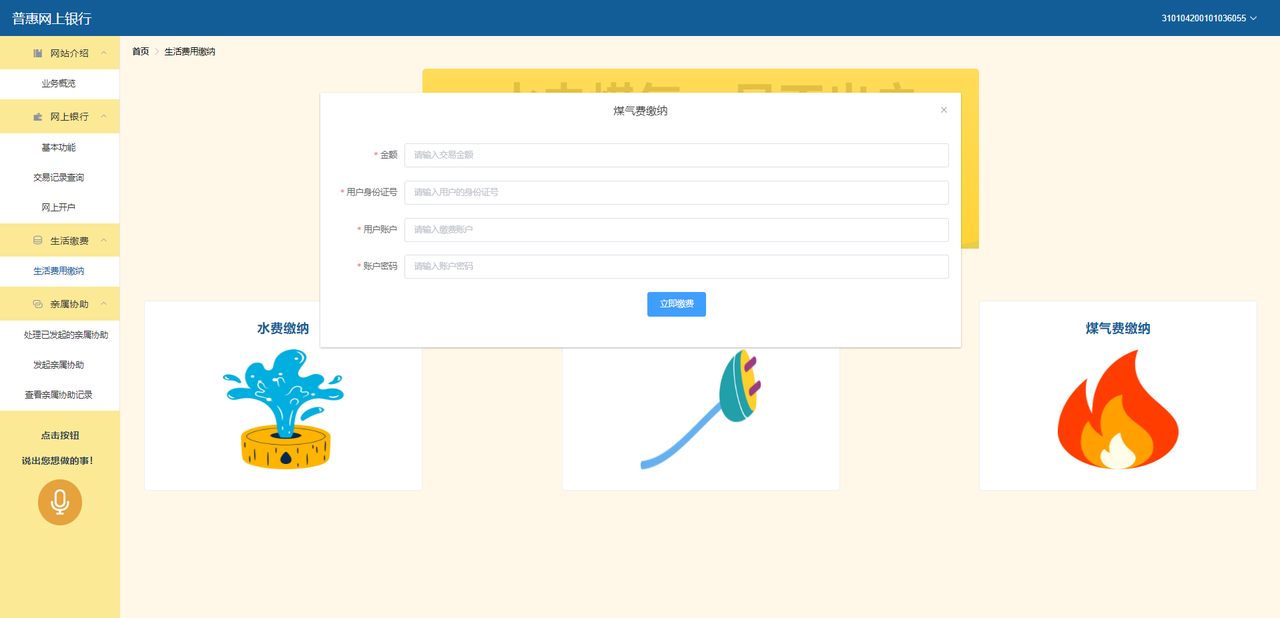 普惠网上银行
310104200101036055
网站介绍
业务概览
网上银行
基本功能
交易记录查询
网上开户
生活缴费
生活费用缴纳
亲属协助
处理已发起的亲属协助
发起亲属协助
查看亲属协助记录
点击按钮
说出您想做的事!
首页
生活费用缴纳
煤气费缴纳
* 金额
请输入交易金额
* 用户身份证号
请输入用户的身份证号
* 用户账户
请输入缴费账户
* 账户密码
请输入账户密码
立即缴费
水费缴纳
煤气费缴纳